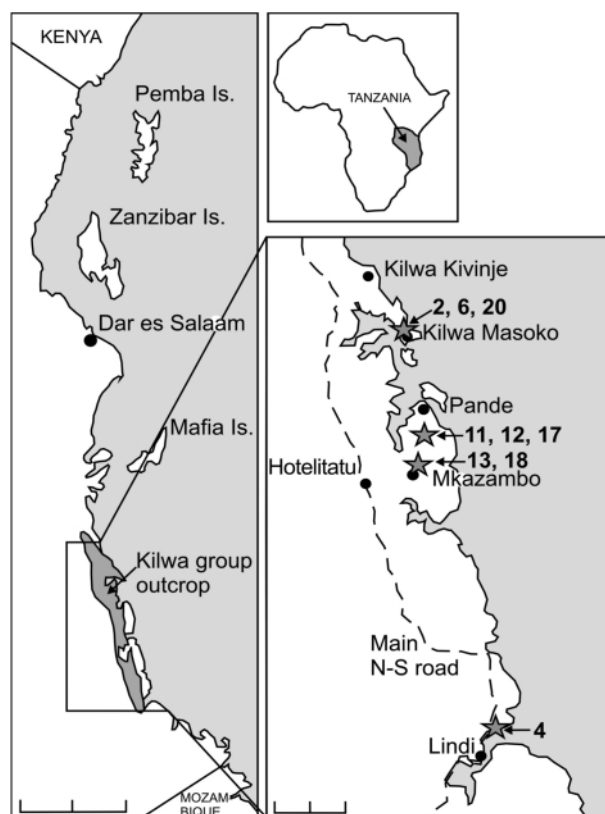 KENYA
Pemba Is.
Zanzibar Is.
Dar es Salaam
Mafia Is.
Kilwa group
outcrop
MOZAM
BIQUE
TANZANIA
Kilwa Kivinje
2, 6, 20
Kilwa Masoko
Pande
11, 12, 17
13, 18
Hotelitatu
Mkazambo
Main
N-S road
4
Lindi